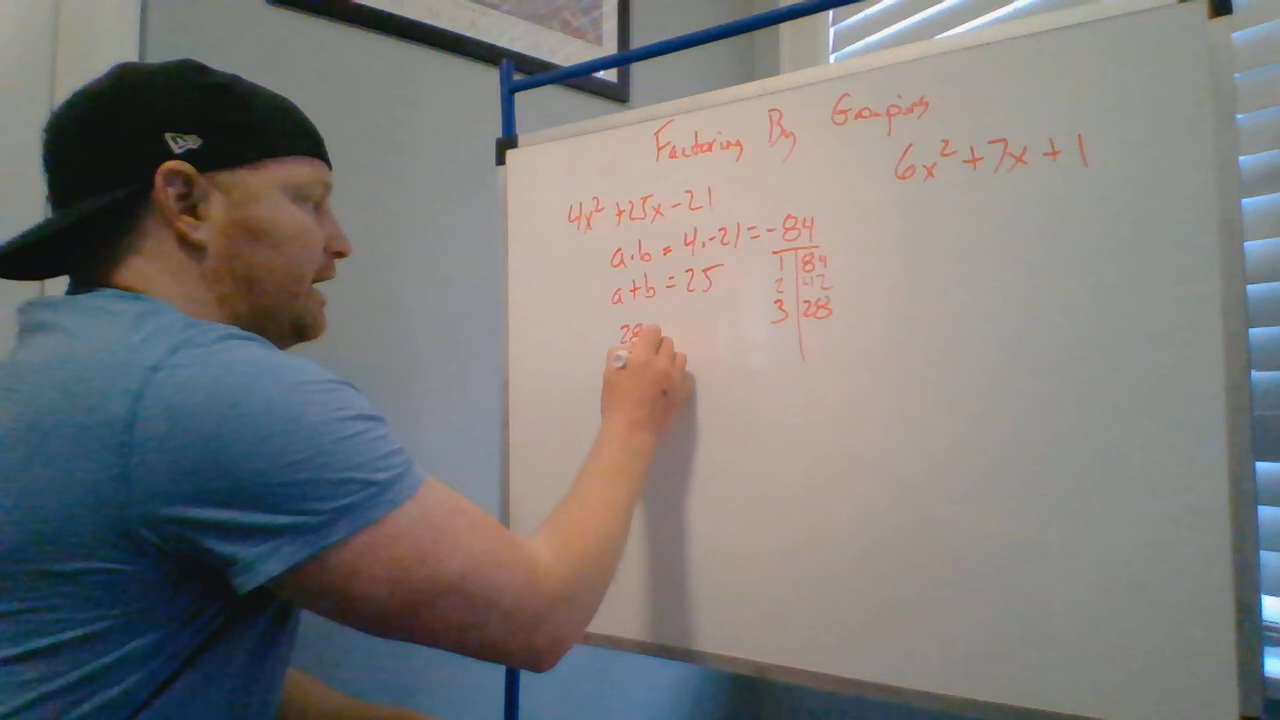 Factoring By Grouping
6x² + 7x + 1
4x² + 25x - 21
a·b = 4·-21 = -84
a+b = 25
1 | 84
2 | 42
3 | 28
28